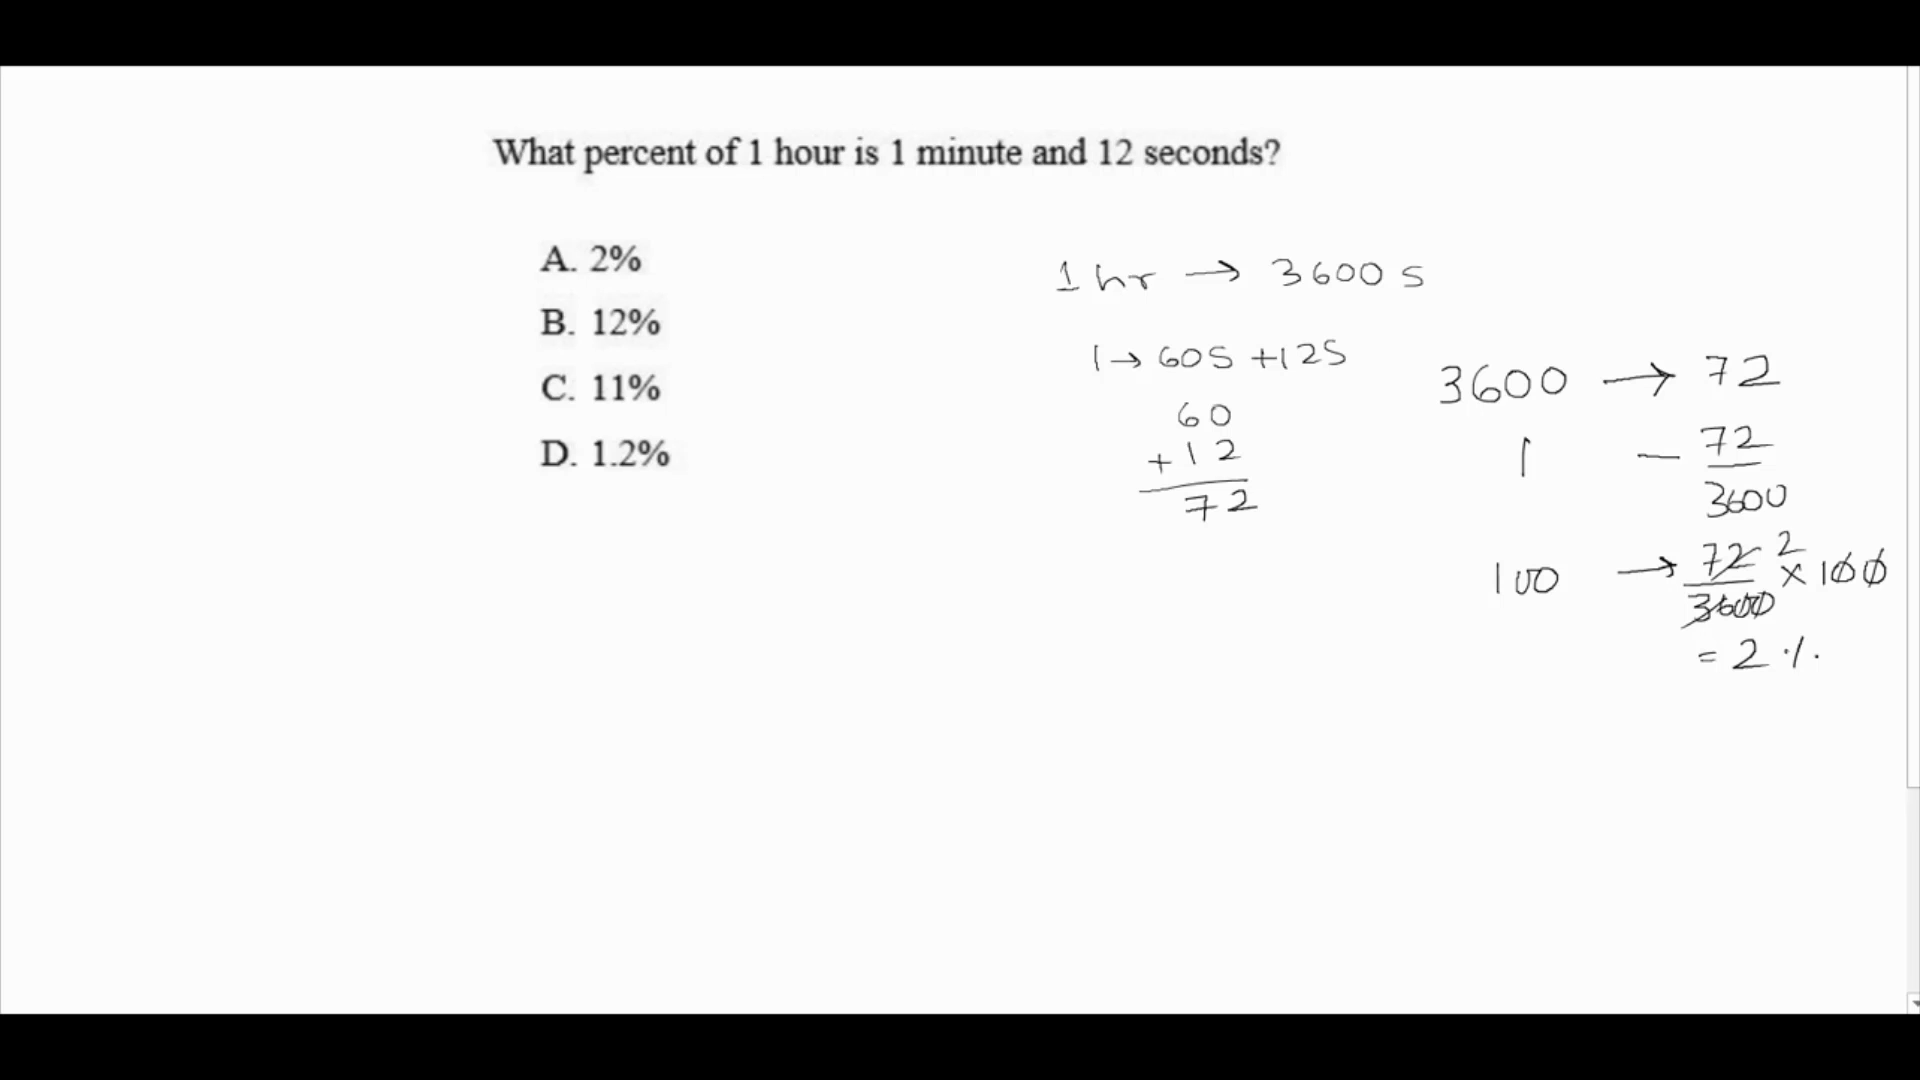 What percent of 1 hour is 1 minute and 12 seconds?
A. 2%
B. 12%
C. 11%
D. 1.2%
1 hr → 3600 s
1 → 60s + 12s
60
+ 12
72
3600 → 72
1 — 72
3600
100 → 72 2 × 100
3600
= 2 %